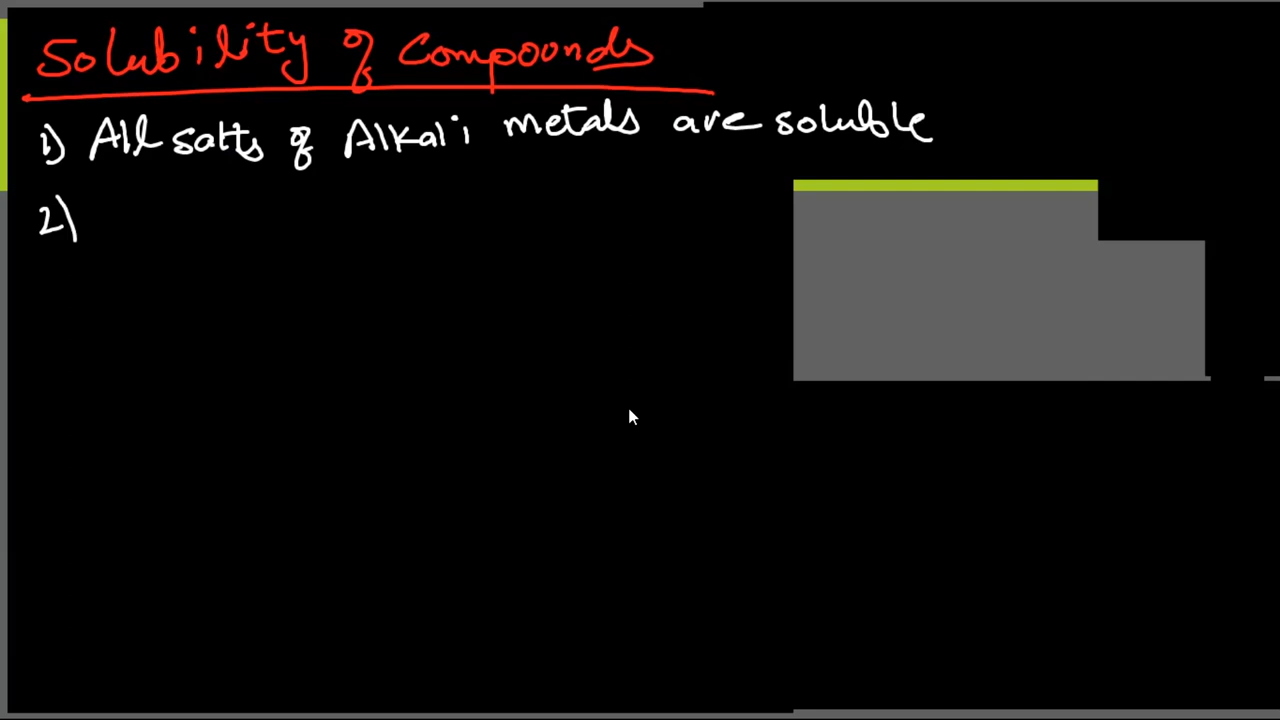 Solubility of Compounds
1) All salts of Alkali metals are soluble
2)